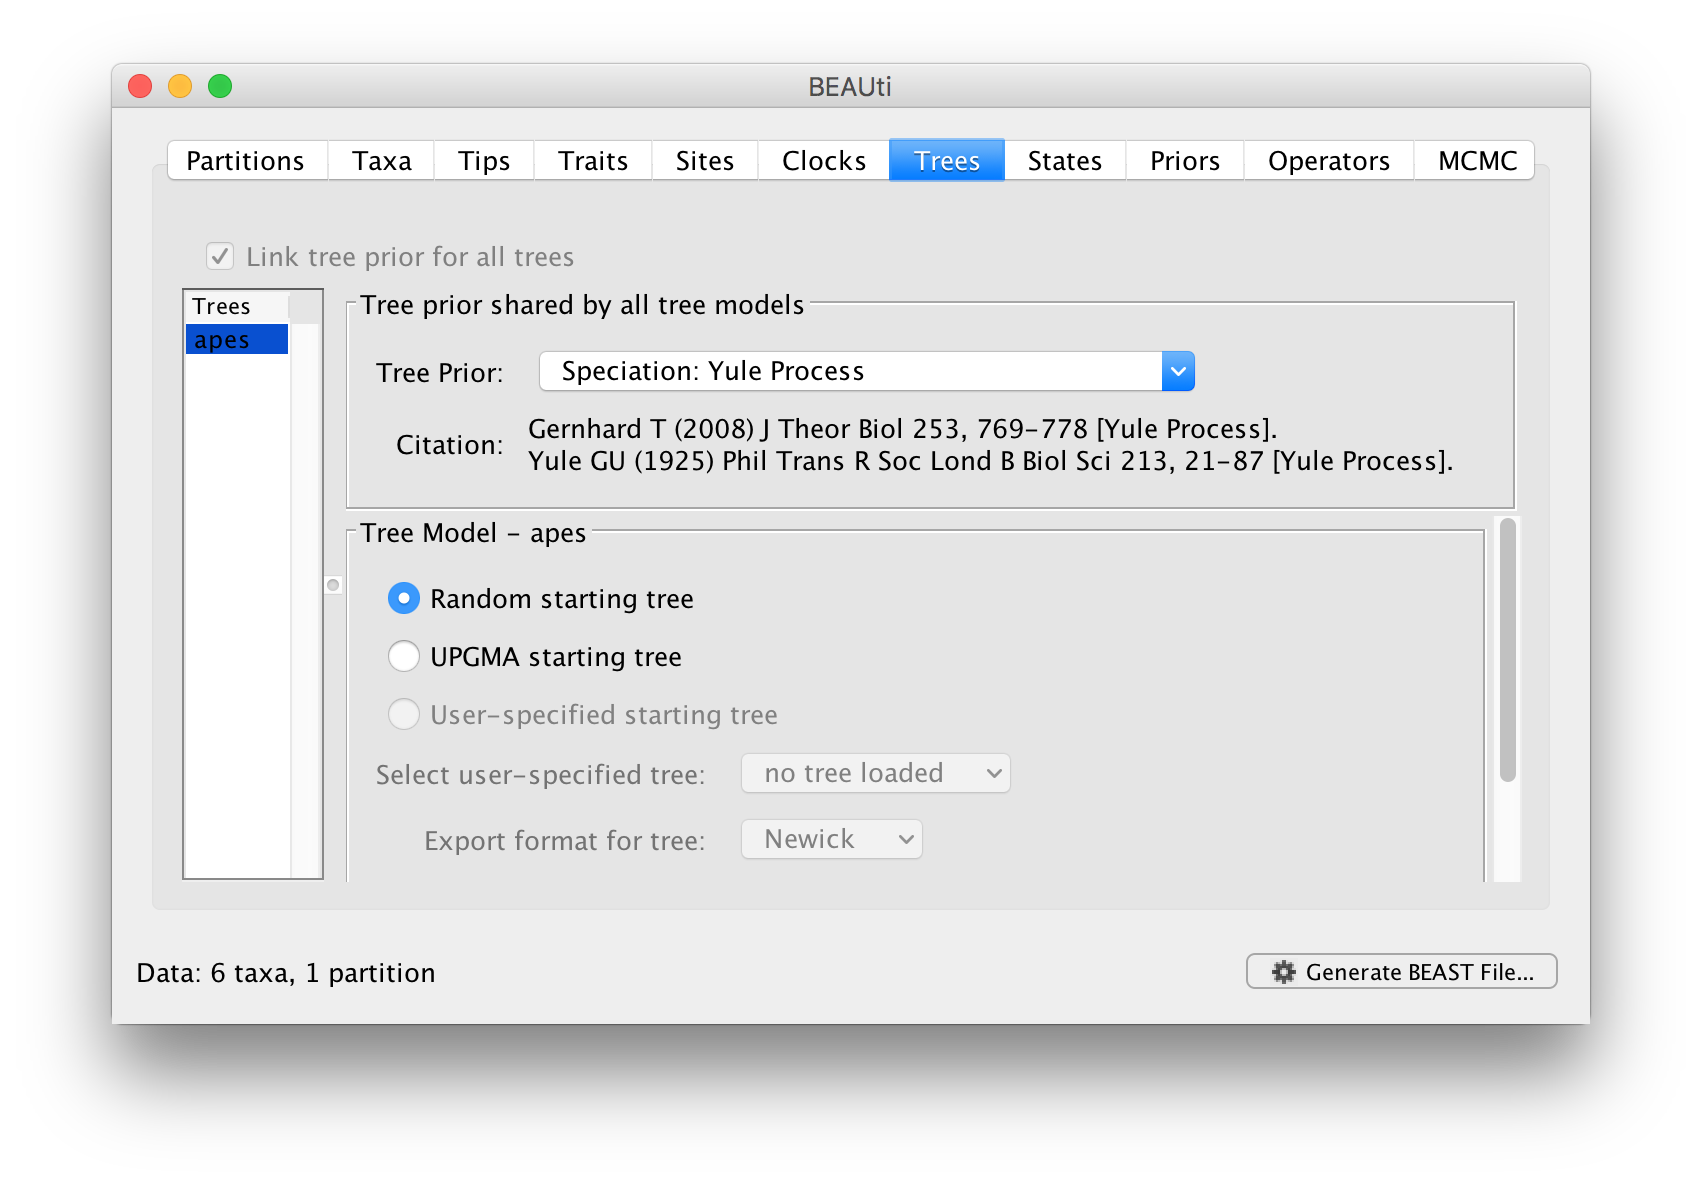 BEAUti
Partitions Taxa Tips Traits Sites Clocks Trees States Priors Operators MCMC
Link tree prior for all trees
Trees
apes
Tree prior shared by all tree models
Tree Prior: Speciation: Yule Process
Citation: Gernhard T (2008) J Theor Biol 253, 769-778 [Yule Process].
Yule GU (1925) Phil Trans R Soc Lond B Biol Sci 213, 21-87 [Yule Process].
Tree Model - apes
Random starting tree
UPGMA starting tree
User-specified starting tree
Select user-specified tree: no tree loaded
Export format for tree: Newick
Data: 6 taxa, 1 partition
Generate BEAST File...